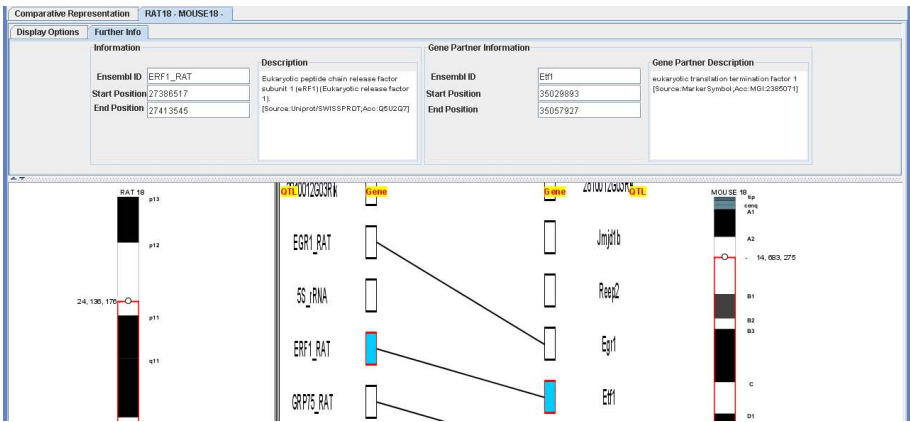 Comparative Representation RAT18 - MOUSE18 -
Display Options Further Info
Information
Gene Partner Information
Description
Gene Partner Description
Ensembl ID ERF1_RAT
Start Position 27386517
End Position 27413545
Eukaryotic peptide chain release factor
subunit 1 (eRF1) (Eukaryotic release factor
1).
[Source:Uniprot/SWISSPROT;Acc:Q5U2Q7]
Ensembl ID Etf1
Start Position 35029893
End Position 35057927
eukaryotic translation termination factor 1
[Source:MarkerSymbol;Acc:MGI:2385071]
RAT 18
p13
p12
24, 136, 176
p11
q11
QTL
Gene
EGR1_RAT
5S_rRNA
ERF1_RAT
GRP75_RAT
Gene
QTL
Jmjd1b
Reep2
Egr1
Etf1
MOUSE 18
tip
cenq
A1
A2
- 14, 683, 275
B1
B2
B3
C
D1